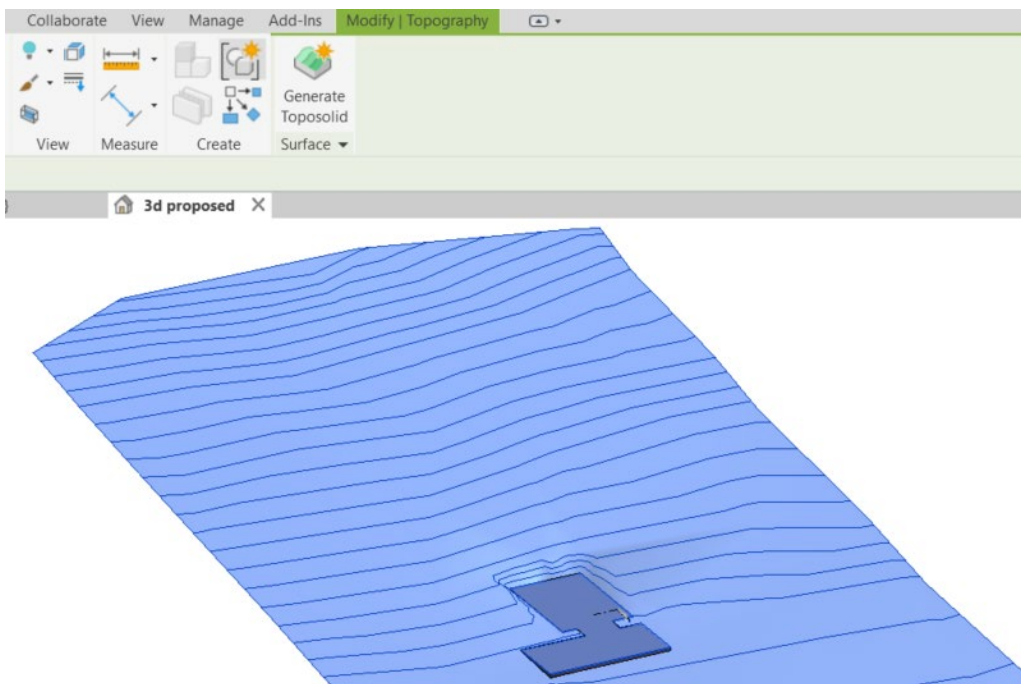 Collaborate View Manage Add-Ins Modify | Topography
Generate
Toposolid
View Measure Create Surface
3d proposed